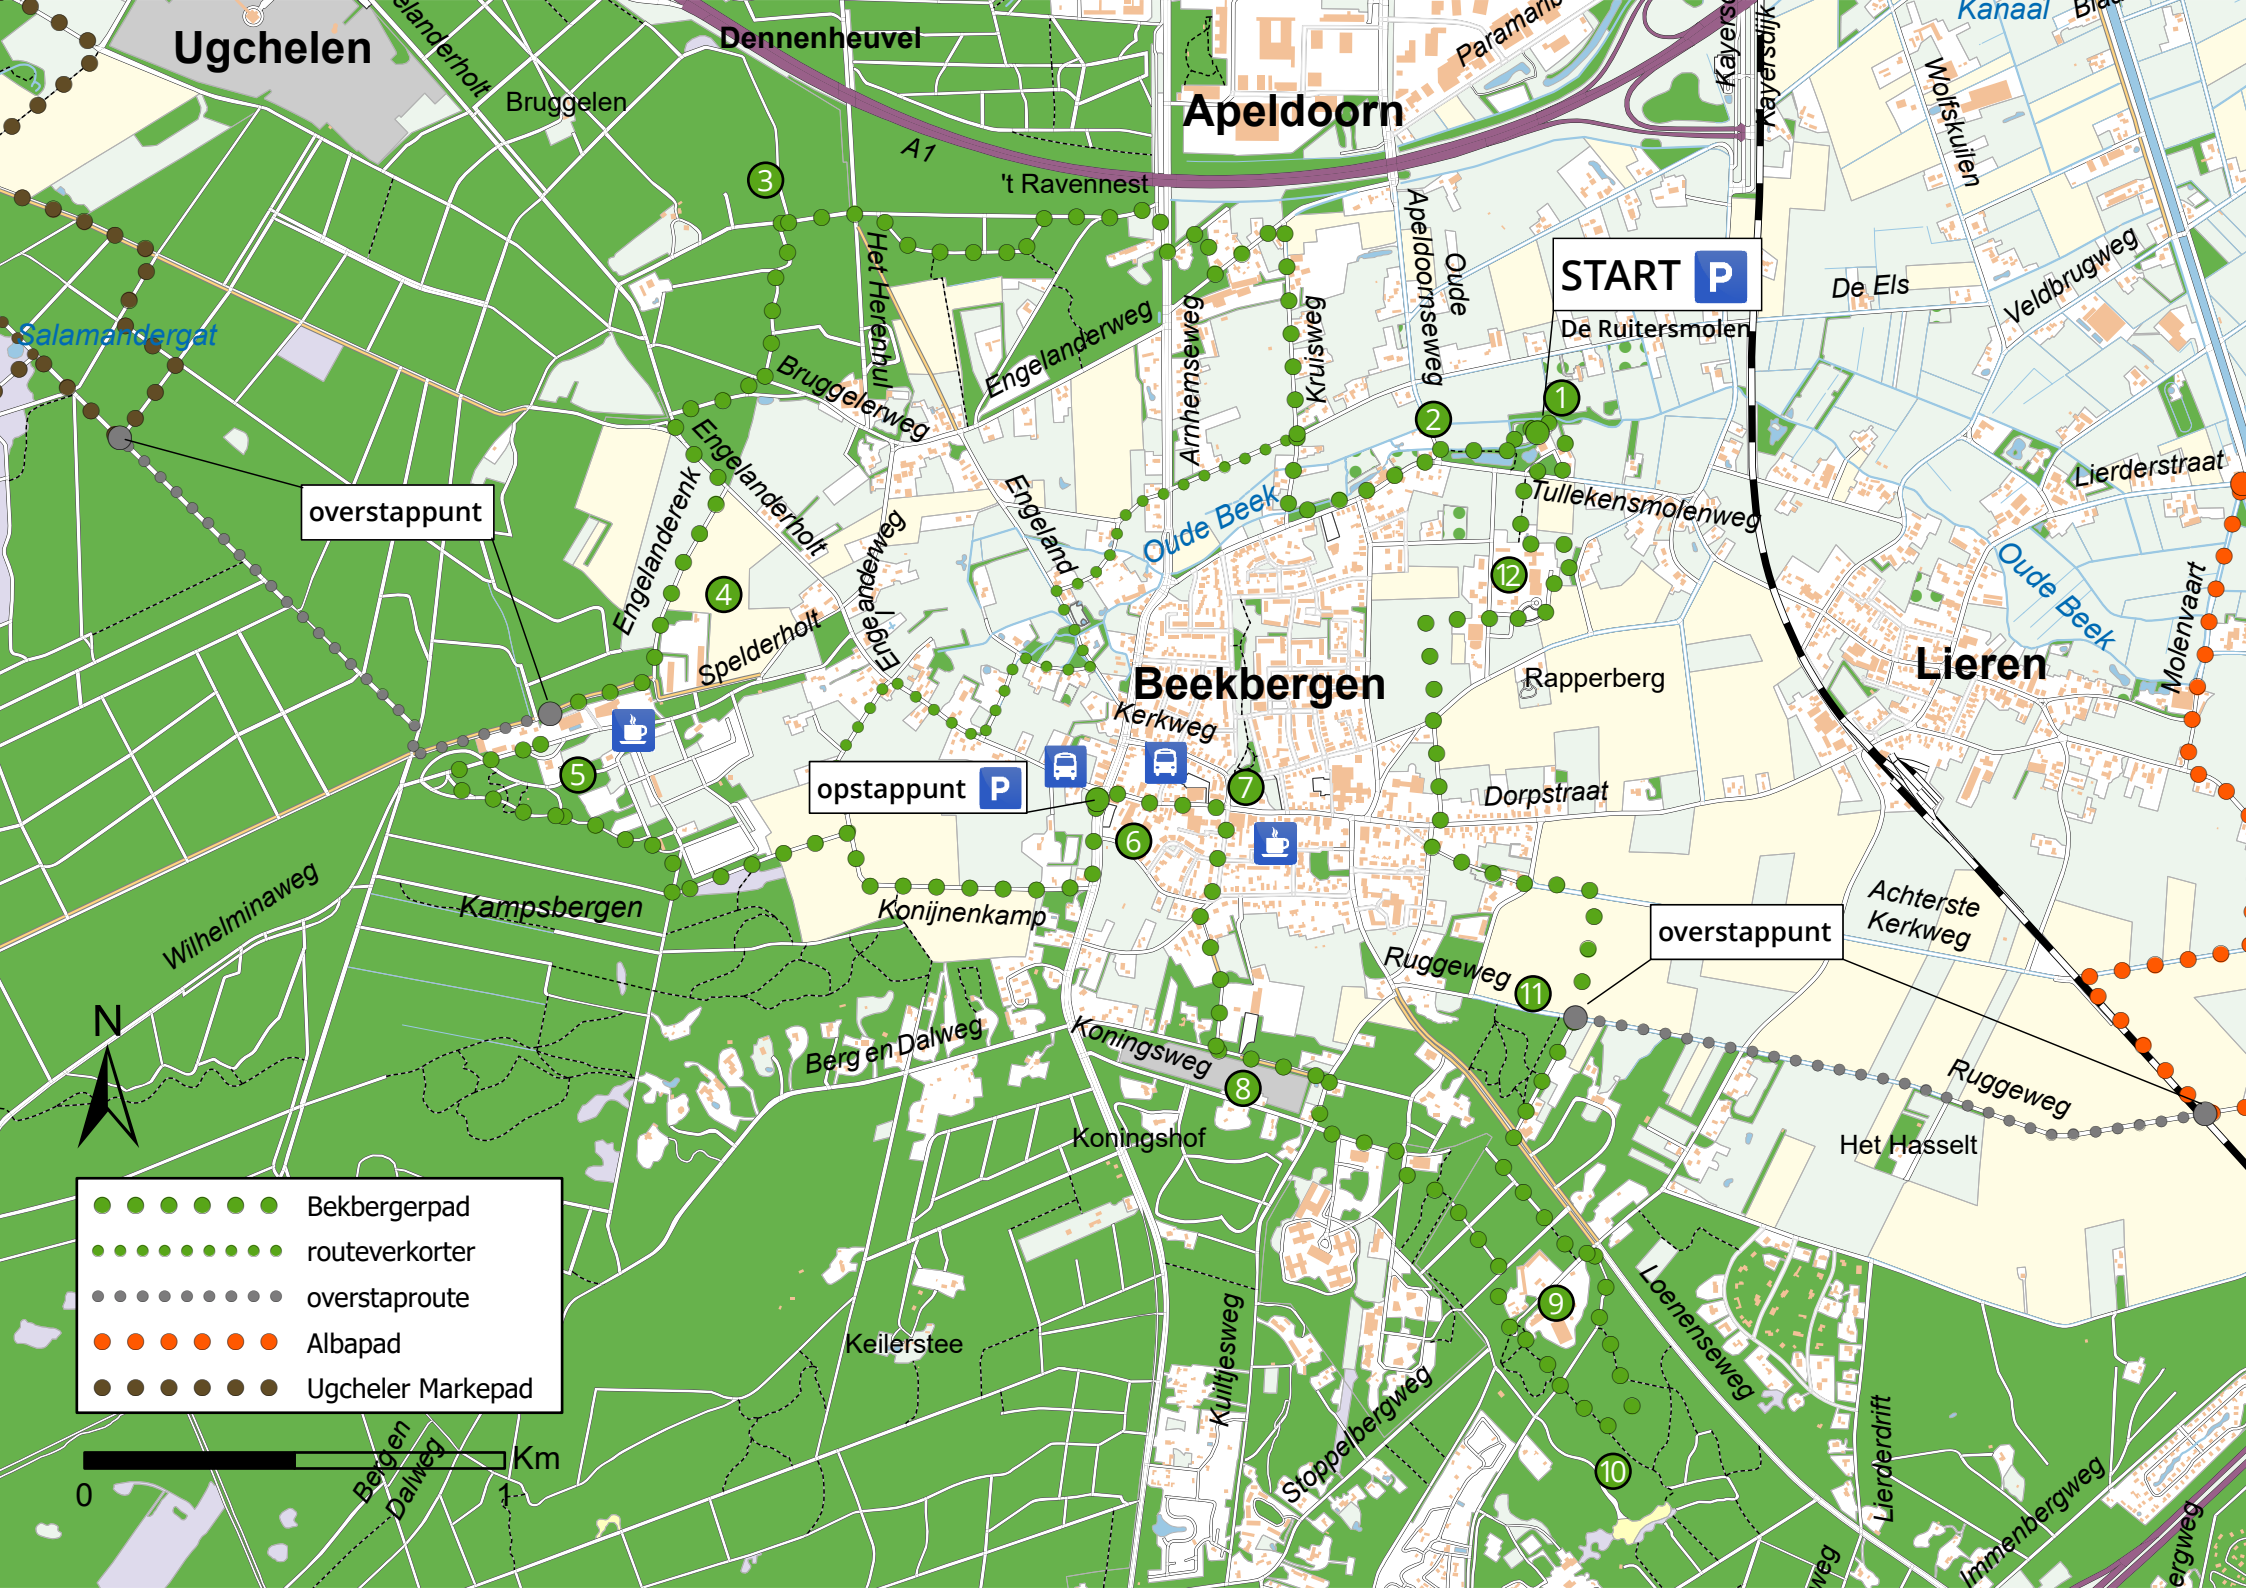 Kanaal
Ugchelen
Dennenheuvel
Bruggelen
Apeldoorn
Kayersdijk
Wolfskuilen
A1
't Ravennest
3
Het Herenhul
Apeldoornseweg
Oude
START P
De Ruitersmolen
De Els
Veldbrugweg
Salamandergat
Engelanderweg
Arnhemseweg
Kruisweg
Bruggelerweg
1
2
Engelanderholt
Engelanderenk
overstappunt
Engeland
Oude Beek
Tullekensmolenweg
Lierderstraat
Molenvaart
Oude Beek
4
Engelanderweg
12
Spelderholt
Beekbergen
Rapperberg
Lieren
Kerkweg
5
opstappunt P
7
Dorpstraat
6
Kampsbergen
Konijnenkamp
Wilhelminaweg
Achterste
Kerkweg
overstappunt
Ruggeweg
11
N
Berg en Dalweg
Koningsweg
8
Ruggeweg
Koningshof
Het Hasselt
Bekbergerpad
routeverkorter
overstaproute
Albapad
Ugcheler Markepad
Keilerstee
9
Loenenseweg
Kuiltjesweg
Stoppelbergweg
Lierderdrift
10
Immenbergweg
Bergen
Dalweg
Km
0
1